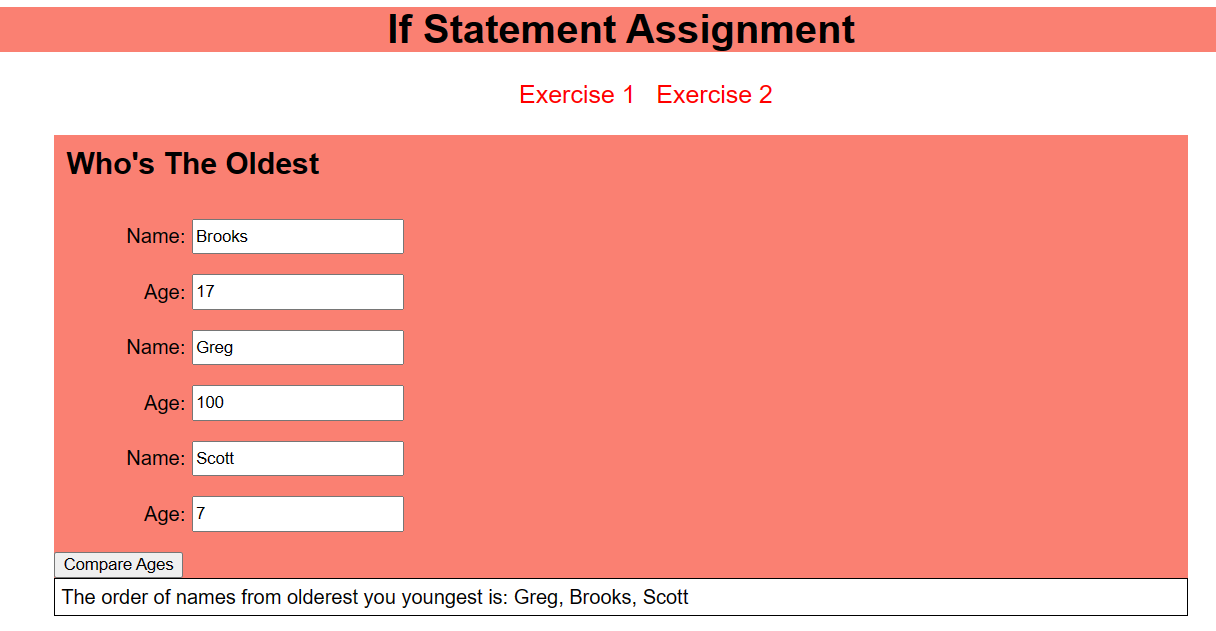 If Statement Assignment
Exercise 1 Exercise 2
Who's The Oldest
Name: Brooks
Age: 17
Name: Greg
Age: 100
Name: Scott
Age: 7
Compare Ages
The order of names from olderest you youngest is: Greg, Brooks, Scott